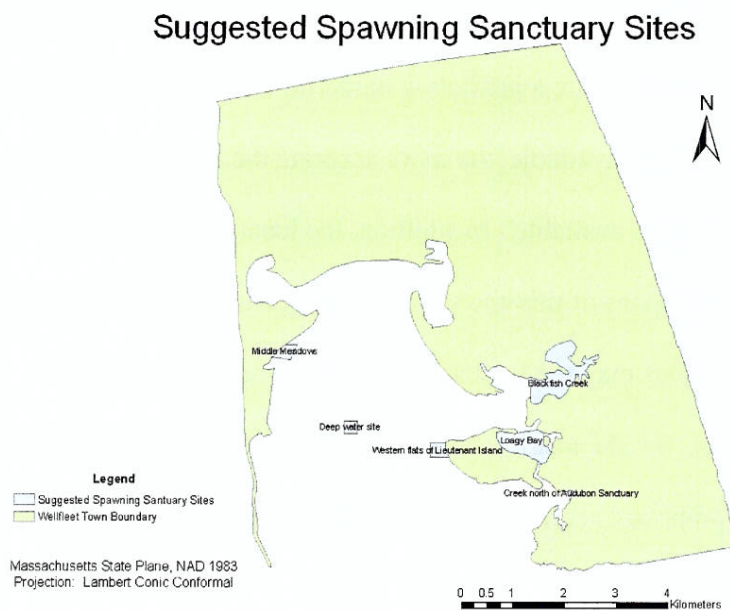 Suggested Spawning Sanctuary Sites
N
Middle Meadows
Blackfish Creek
Deep water site
Loagy Bay
Western flats of Lieutenant Island
Creek north of Audubon Sanctuary
Legend
Suggested Spawning Santuary Sites
Wellfleet Town Boundary
Massachusetts State Plane, NAD 1983
Projection: Lambert Conic Conformal
0 0.5 1 2 3 4
Kilometers